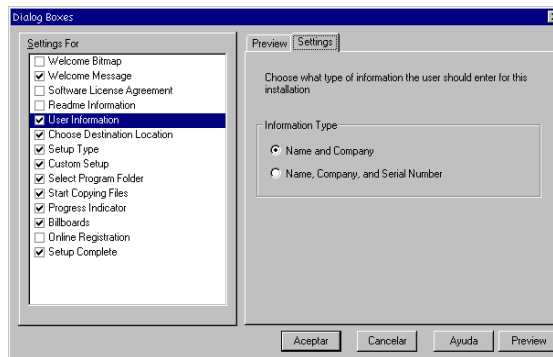 Dialog Boxes
Settings For
Welcome Bitmap
Welcome Message
Software License Agreement
Readme Information
User Information
Choose Destination Location
Setup Type
Custom Setup
Select Program Folder
Start Copying Files
Progress Indicator
Billboards
Online Registration
Setup Complete
Preview Settings
Choose what type of information the user should enter for this
installation
Information Type
Name and Company
Name, Company, and Serial Number
Aceptar Cancelar Ayuda Preview